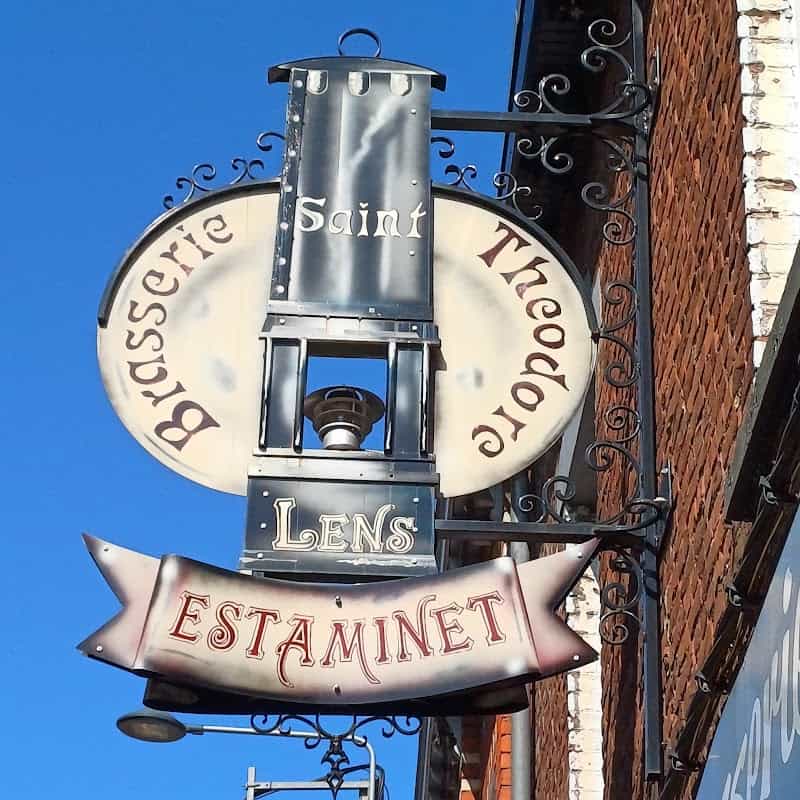 Brasserie
Saint
Theodore
LENS
ESTAMINET